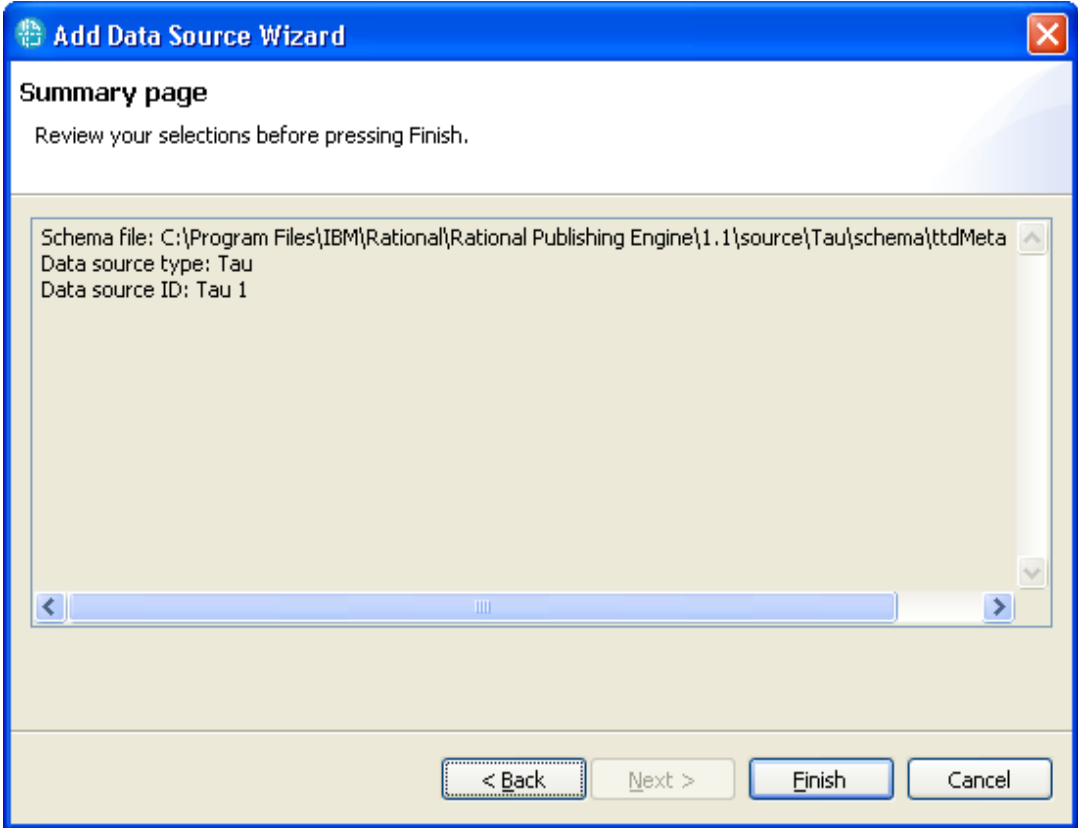 Add Data Source Wizard
Summary page
Review your selections before pressing Finish.
Schema file: C:\Program Files\IBM\Rational\Rational Publishing Engine\1.1\source\Tau\schema\ttdMeta
Data source type: Tau
Data source ID: Tau 1
< Back Next > Finish Cancel